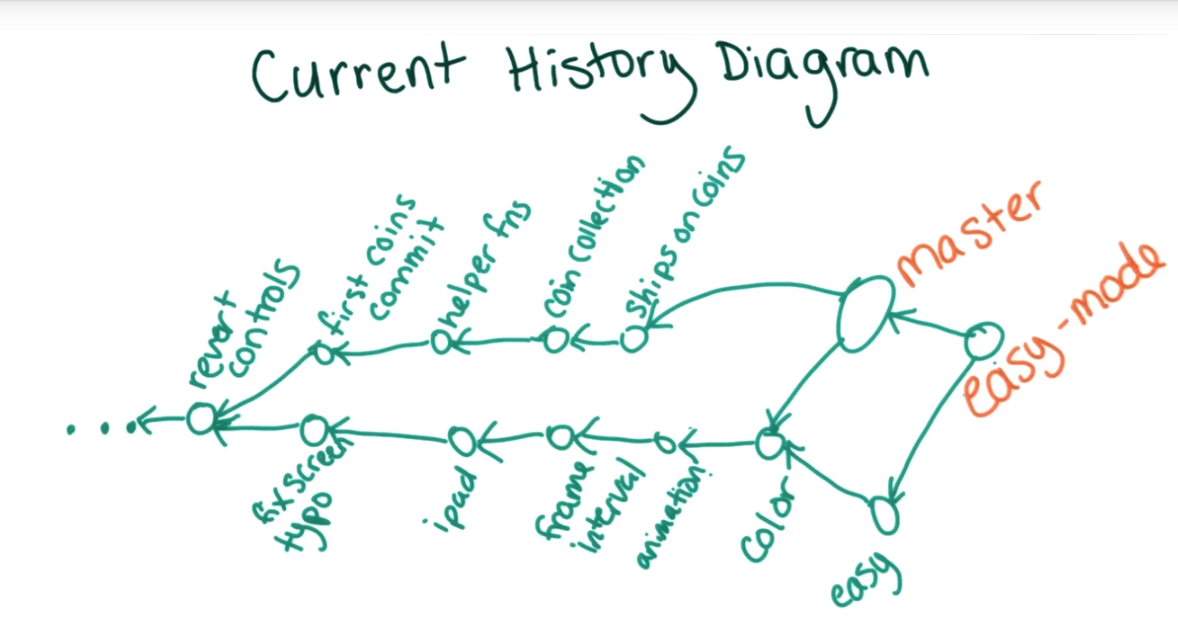 Current History Diagram
revert
controls
first coins
commit
helper fns
coin collection
ships on coins
master
easy-mode
fix screen
typo
ipad
frame
interval
animation
color
easy